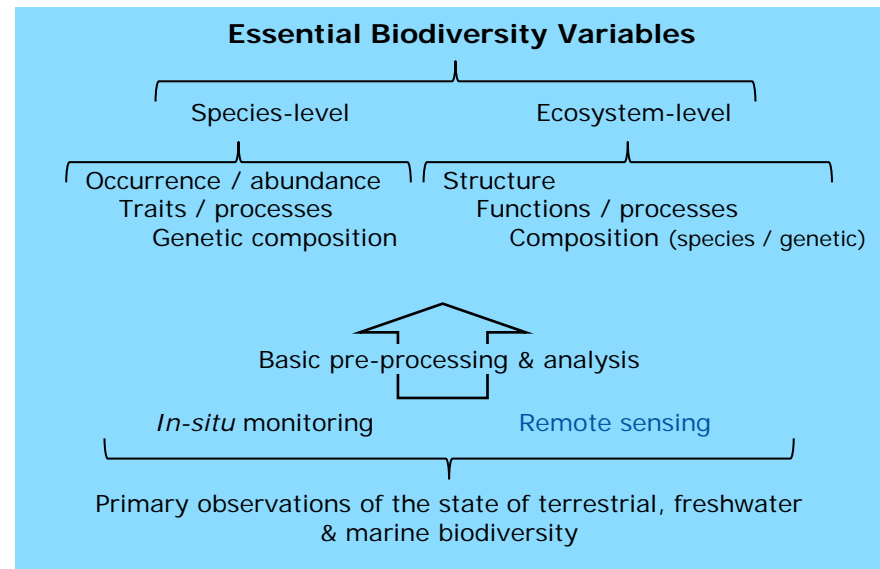 Essential Biodiversity Variables
Species-level
Ecosystem-level
Occurrence / abundance
Traits / processes
Genetic composition
Structure
Functions / processes
Composition (species / genetic)
Basic pre-processing & analysis
In-situ monitoring
Remote sensing
Primary observations of the state of terrestrial, freshwater
& marine biodiversity